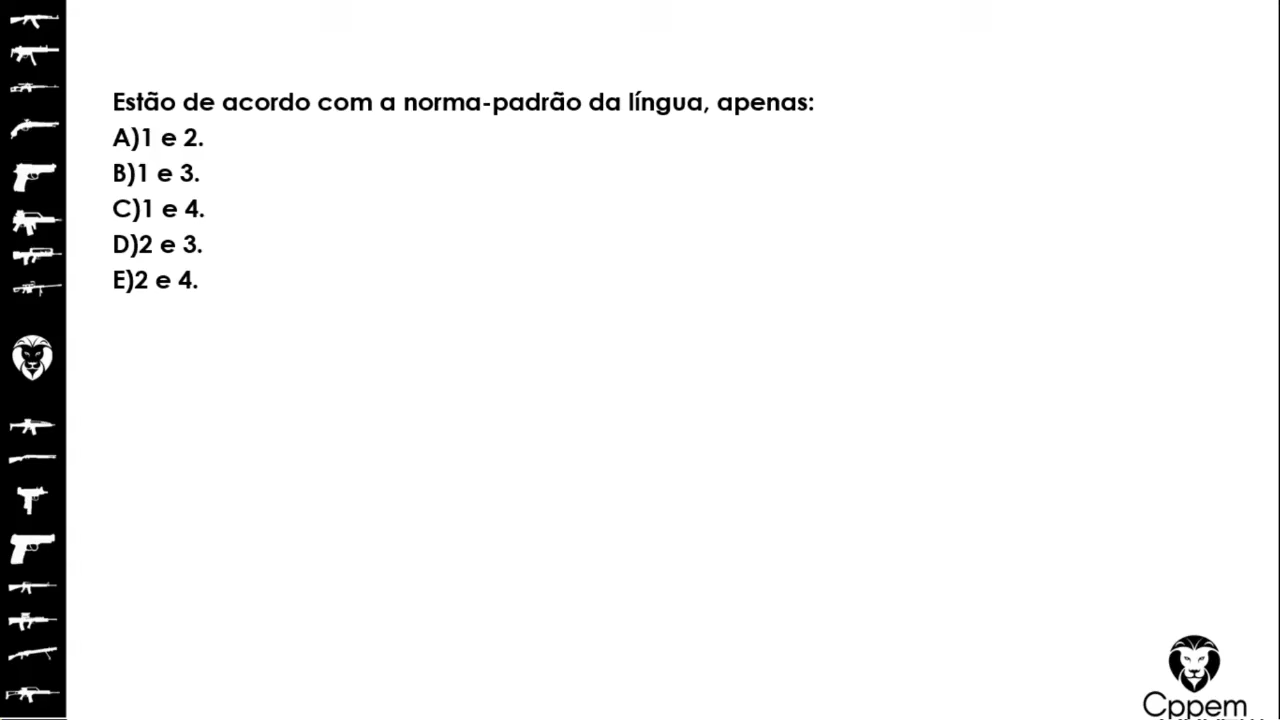 Estão de acordo com a norma-padrão da língua, apenas:
A)1 e 2.
B)1 e 3.
C)1 e 4.
D)2 e 3.
E)2 e 4.
Cppem